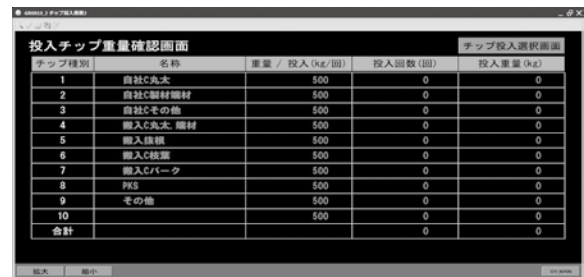 投入チップ重量確認画面
チップ投入選択画面
チップ種別 名称 重量 / 投入(kg/回) 投入回数(回) 投入重量(kg)
1 自社C丸太 500 0 0
2 自社C製材端材 500 0 0
3 自社Cその他 500 0 0
4 搬入C丸太,端材 500 0 0
5 搬入抜根 500 0 0
6 搬入C枝葉 500 0 0
7 搬入Cバーク 500 0 0
8 PKS 500 0 0
9 その他 500 0 0
10 500 0 0
合計 0 0
拡大 縮小